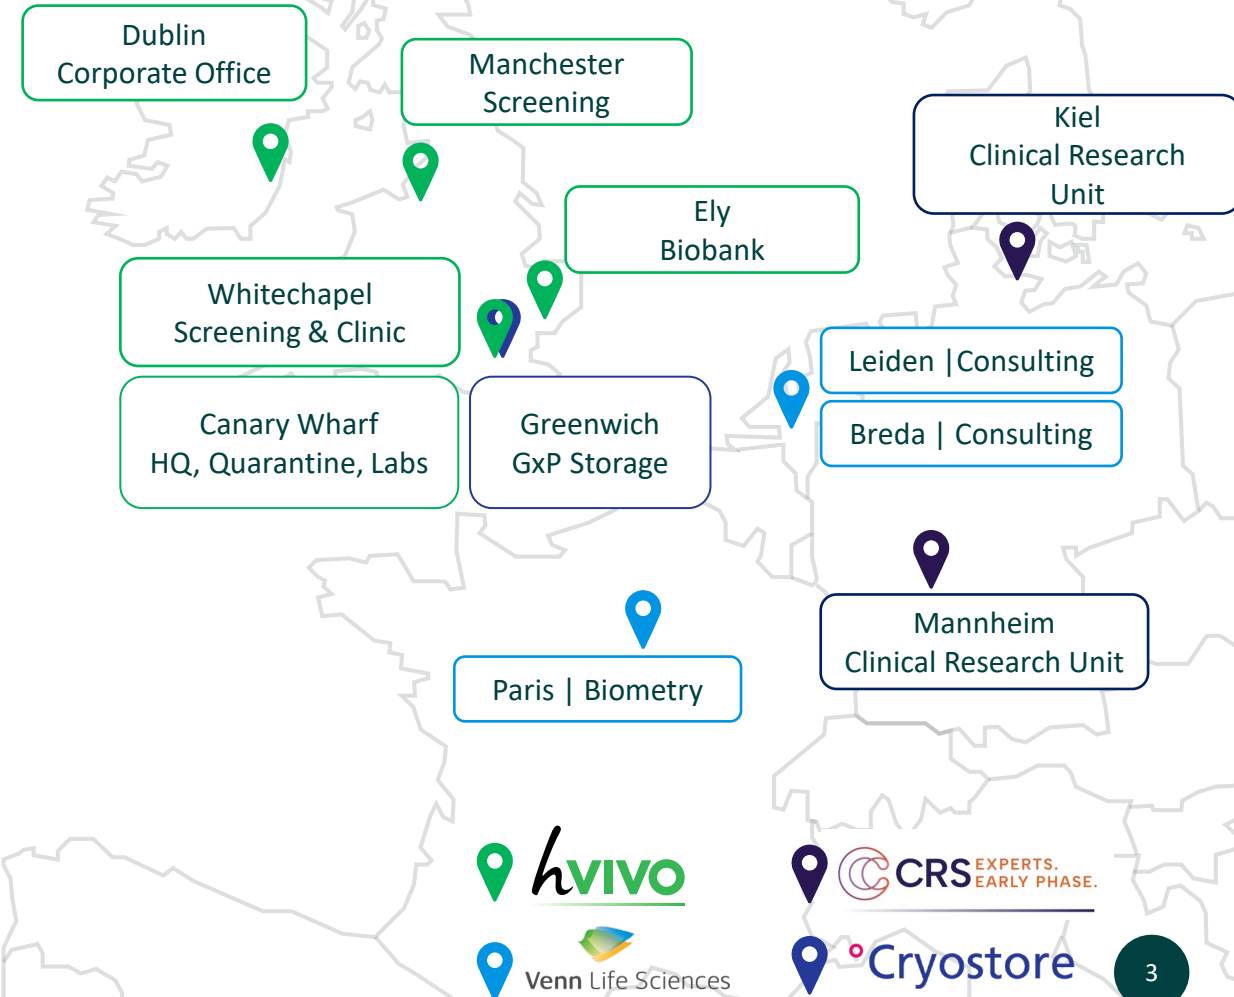 Dublin
Corporate Office
Manchester
Screening
Kiel
Clinical Research
Unit
Ely
Biobank
Whitechapel
Screening & Clinic
Canary Wharf
HQ, Quarantine, Labs
Greenwich
GxP Storage
Leiden |Consulting
Breda | Consulting
Mannheim
Clinical Research Unit
Paris | Biometry
hvivo
CRS EXPERTS.
EARLY PHASE.
Venn Life Sciences
Cryostore
3